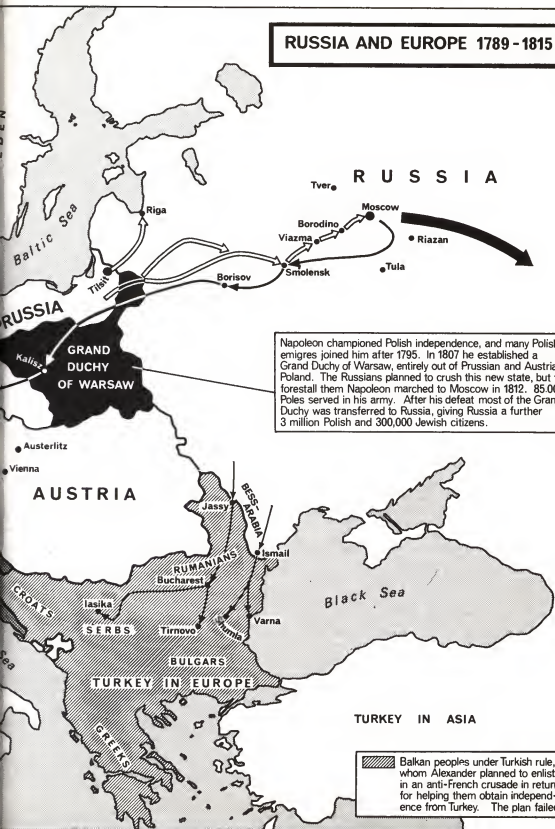 RUSSIA AND EUROPE 1789-1815
RUSSIA
Tver
Moscow
Borodino
Viazma
Riazan
Tula
Smolensk
Borisov
Riga
Baltic Sea
Tilsit
PRUSSIA
Kalisz
GRAND
DUCHY
OF WARSAW
Napoleon championed Polish independence, and many Polish
emigres joined him after 1795. In 1807 he established a
Grand Duchy of Warsaw, entirely out of Prussian and Austria
Poland. The Russians planned to crush this new state, but
forestall them Napoleon marched to Moscow in 1812. 85.00
Poles served in his army. After his defeat most of the Gran
Duchy was transferred to Russia, giving Russia a further
3 million Polish and 300,000 Jewish citizens.
Austerlitz
Vienna
AUSTRIA
Jassy
BESS-
ARABIA
Ismail
RUMANIANS
Bucharest
CROATS
Iasika
SERBS
Tirnovo
Shumla
Varna
Black Sea
BULGARS
TURKEY IN EUROPE
Sea
GREEKS
TURKEY IN ASIA
Balkan peoples under Turkish rule,
whom Alexander planned to enlist
in an anti-French crusade in return
for helping them obtain independ-
ence from Turkey. The plan failed